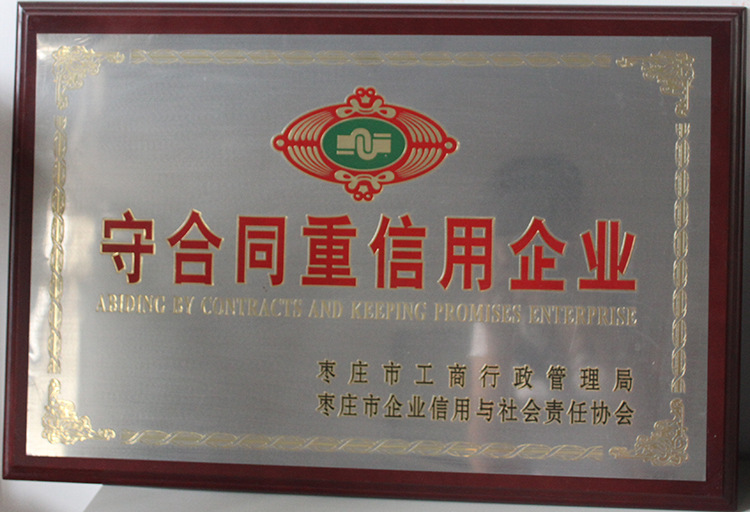 守合同重信用企业
ABIDING BY CONTRACTS AND KEEPING PROMISES ENTERPRISE
枣庄市工商行政管理局
枣庄市企业信用与社会责任协会